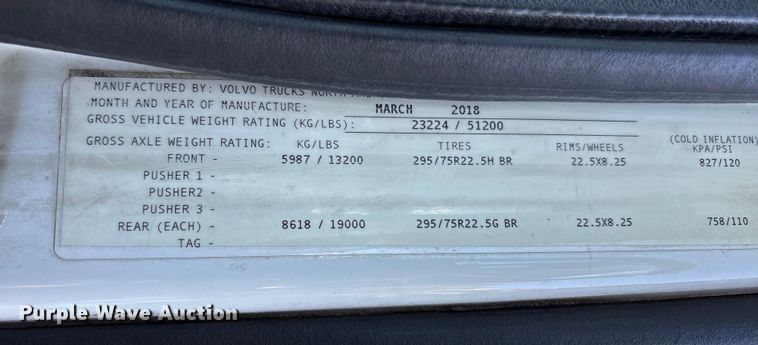 MANUFACTURED BY: VOLVO TRUCKS NORTH
MONTH AND YEAR OF MANUFACTURE: MARCH 2018
GROSS VEHICLE WEIGHT RATING (KG/LBS): 23224 / 51200
GROSS AXLE WEIGHT RATING: KG/LBS TIRES RIMS/WHEELS (COLD INFLATION) KPA/PSI
FRONT - 5987 / 13200 295/75R22.5H BR 22.5X8.25 827/120
PUSHER 1 -
PUSHER2 -
PUSHER 3 -
REAR (EACH) - 8618 / 19000 295/75R22.5G BR 22.5X8.25 758/110
TAG -
Purple Wave Auction